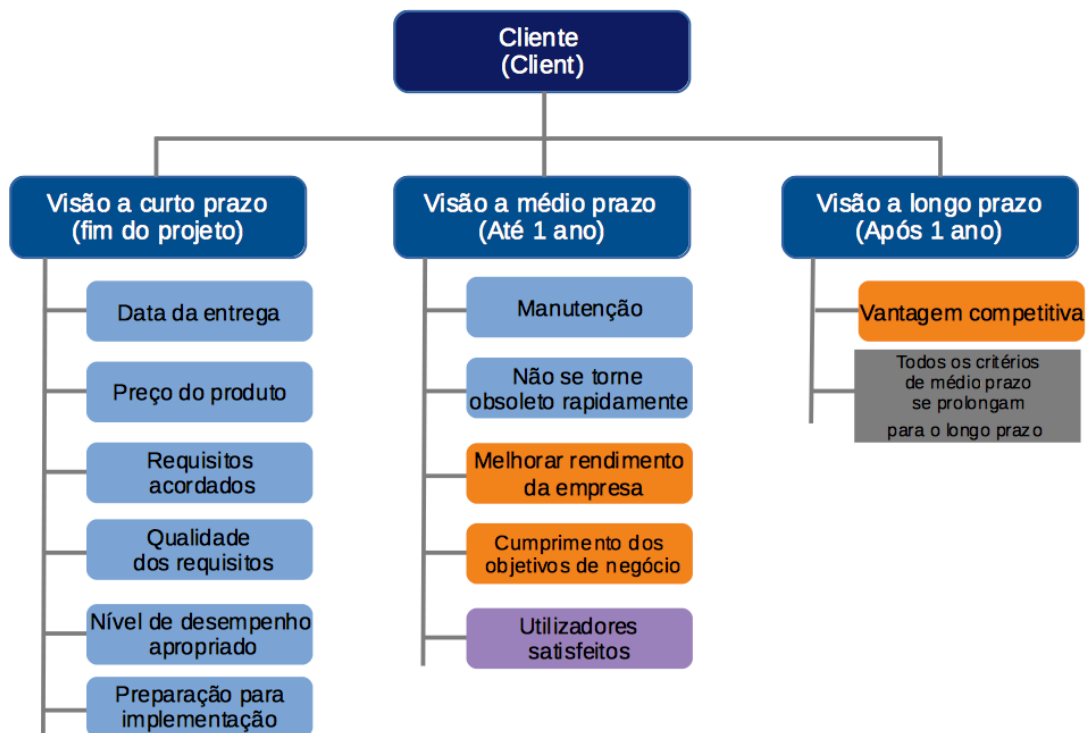 Cliente
(Client)
Visão a curto prazo
(fim do projeto)
Data da entrega
Preço do produto
Requisitos
acordados
Qualidade
dos requisitos
Nível de desempenho
apropriado
Preparação para
implementação
Visão a médio prazo
(Até 1 ano)
Manutenção
Não se torne
obsoleto rapidamente
Melhorar rendimento
da empresa
Cumprimento dos
objetivos de negócio
Utilizadores
satisfeitos
Visão a longo prazo
(Após 1 ano)
Vantagem competitiva
Todos os critérios
de médio prazo
se prolongam
para o longo prazo